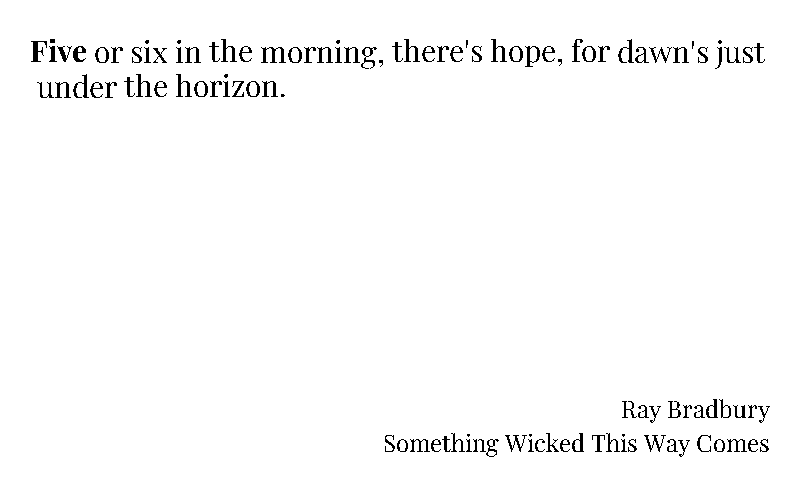 Five or six in the morning, there's hope, for dawn's just
under the horizon.
Ray Bradbury
Something Wicked This Way Comes